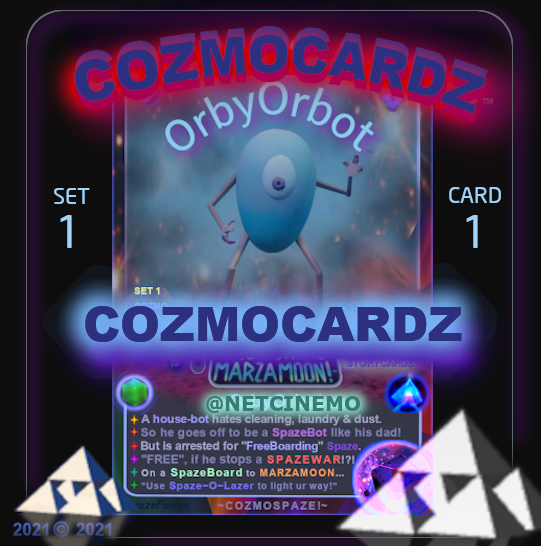 COZMOCARDZ™
OrbyOrbot
SET
1
CARD
1
SET 1
COZMOCARDZ
MARZAMOON!~
@NETCINEMO
A house-bot hates cleaning, laundry & dust.
So he goes off to be a SpazeBot like his dad!
But is arrested for "FreeBoarding" Spaze.
"FREE", if he stops a SPAZEWAR!?!
On a SpazeBoard to MARZAMOON...
"Use Spaze~O~Lazer to light ur way!"
~COZMOSPAZE!~
2021 © 2021